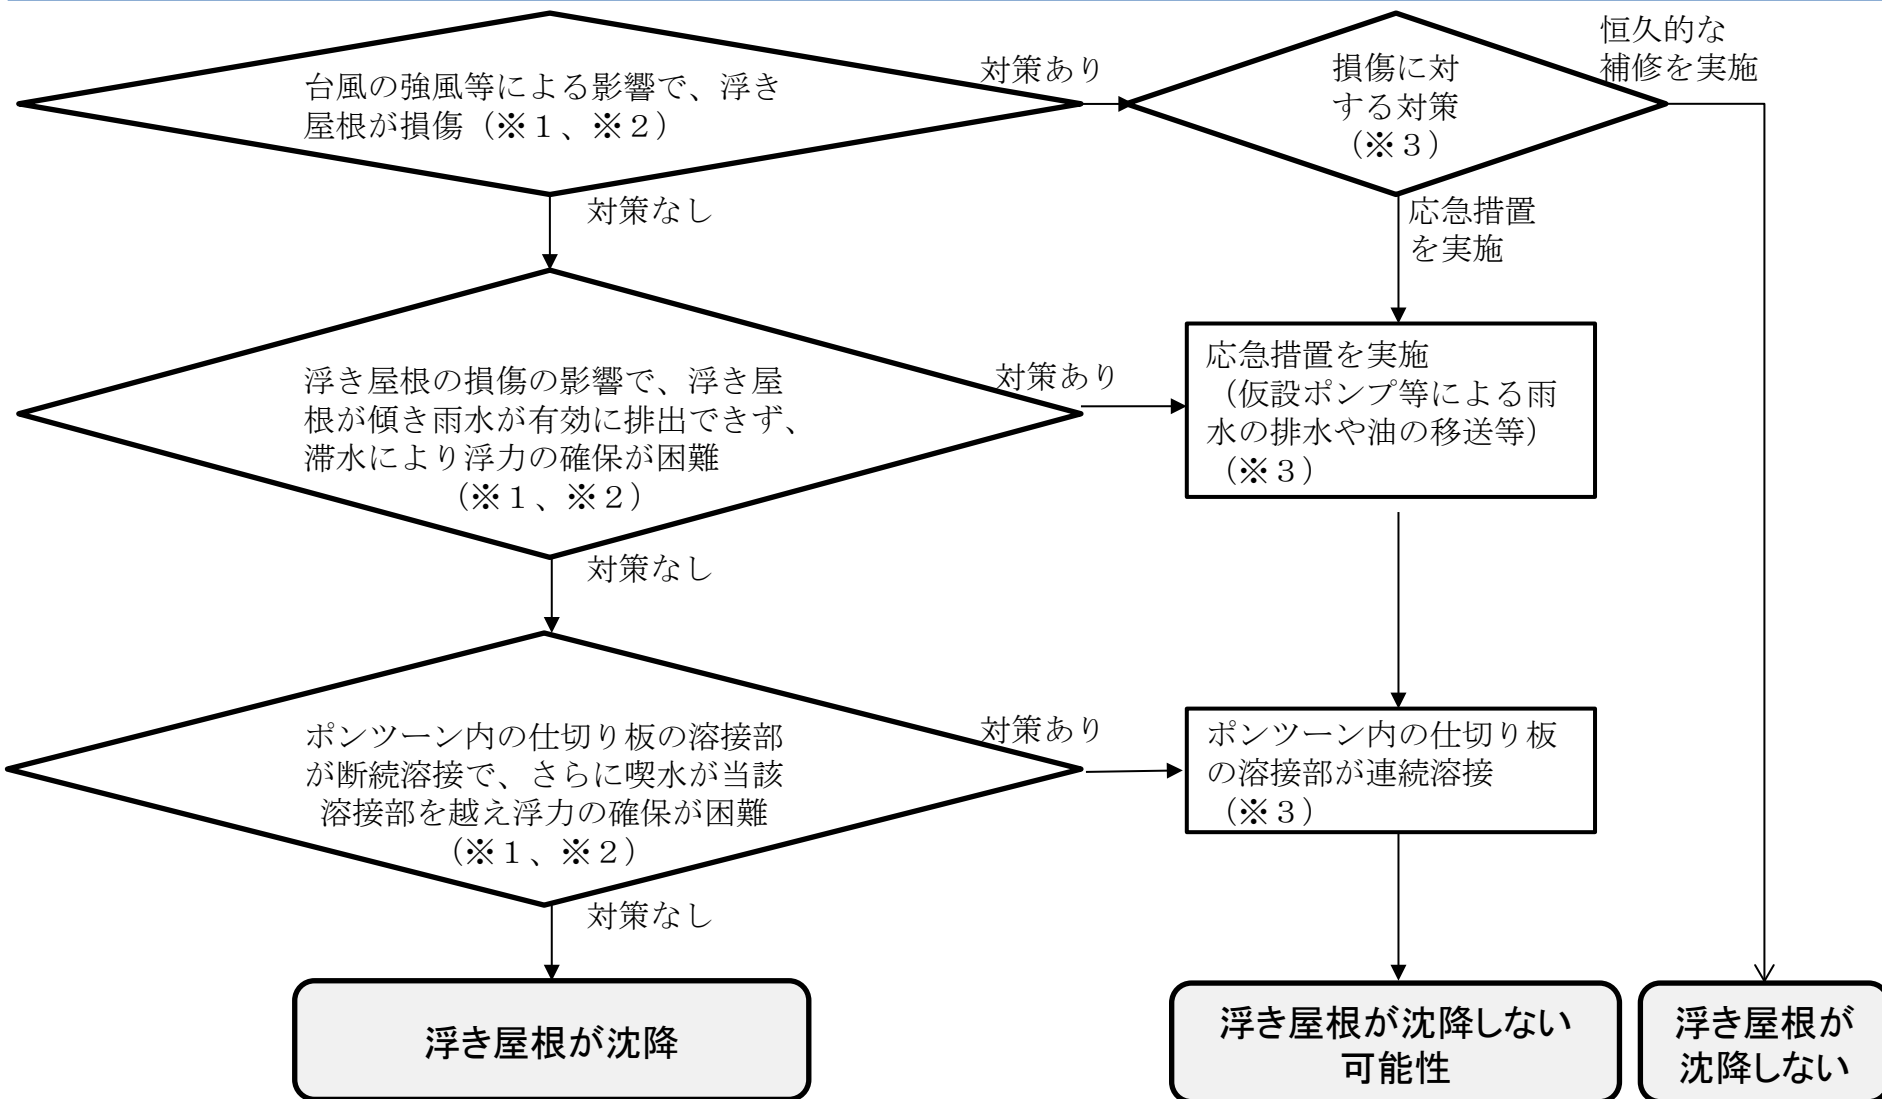 台風の強風等による影響で、浮き
屋根が損傷（※１、※２）
対策あり
損傷に対
する対策
（※３）
恒久的な
補修を実施
対策なし
応急措置
を実施
浮き屋根の損傷の影響で、浮き屋
根が傾き雨水が有効に排出できず、
滞水により浮力の確保が困難
（※１、※２）
対策あり
応急措置を実施
（仮設ポンプ等による雨
水の排水や油の移送等）
（※３）
対策なし
ポンツーン内の仕切り板の溶接部
が断続溶接で、さらに喫水が当該
溶接部を越え浮力の確保が困難
（※１、※２）
対策あり
ポンツーン内の仕切り板
の溶接部が連続溶接
（※３）
対策なし
浮き屋根が沈降
浮き屋根が沈降しない
可能性
浮き屋根が
沈降しない